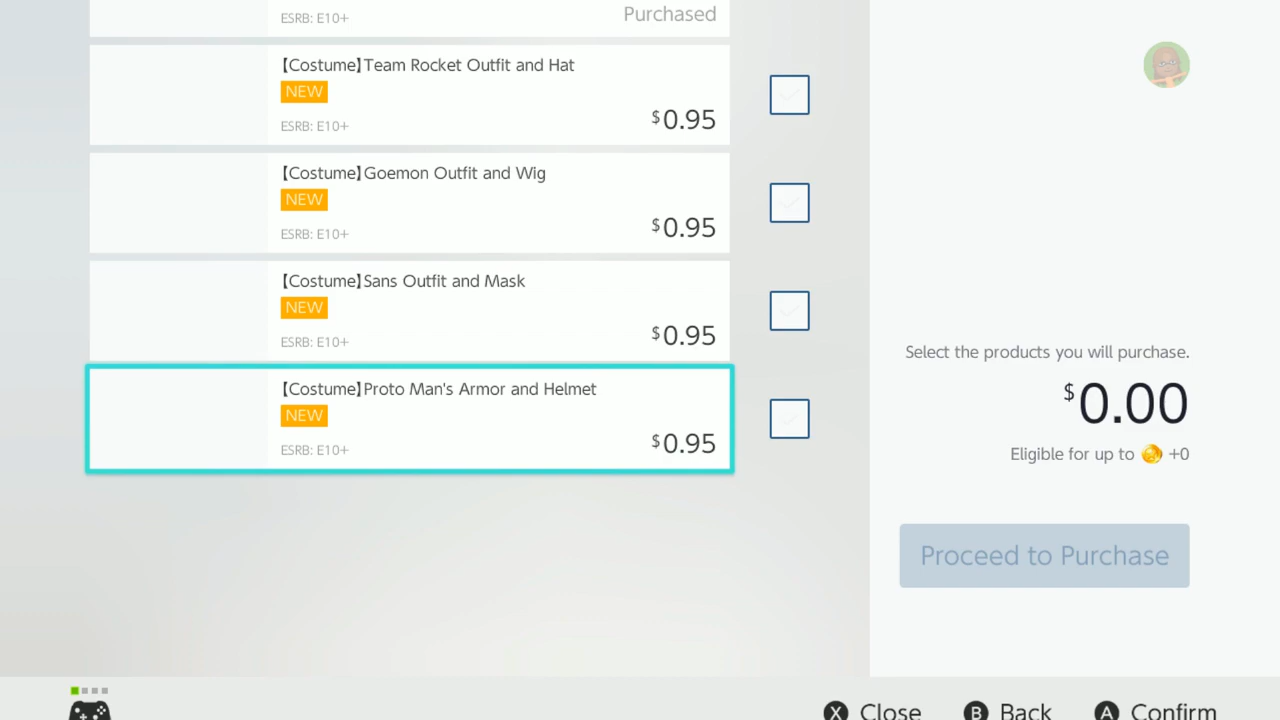 ESRB: E10+
Purchased
【Costume】Team Rocket Outfit and Hat
NEW
ESRB: E10+
$0.95
【Costume】Goemon Outfit and Wig
NEW
ESRB: E10+
$0.95
【Costume】Sans Outfit and Mask
NEW
ESRB: E10+
$0.95
【Costume】Proto Man's Armor and Helmet
NEW
ESRB: E10+
$0.95
Select the products you will purchase.
$0.00
Eligible for up to +0
Proceed to Purchase
X Close B Back A Confirm